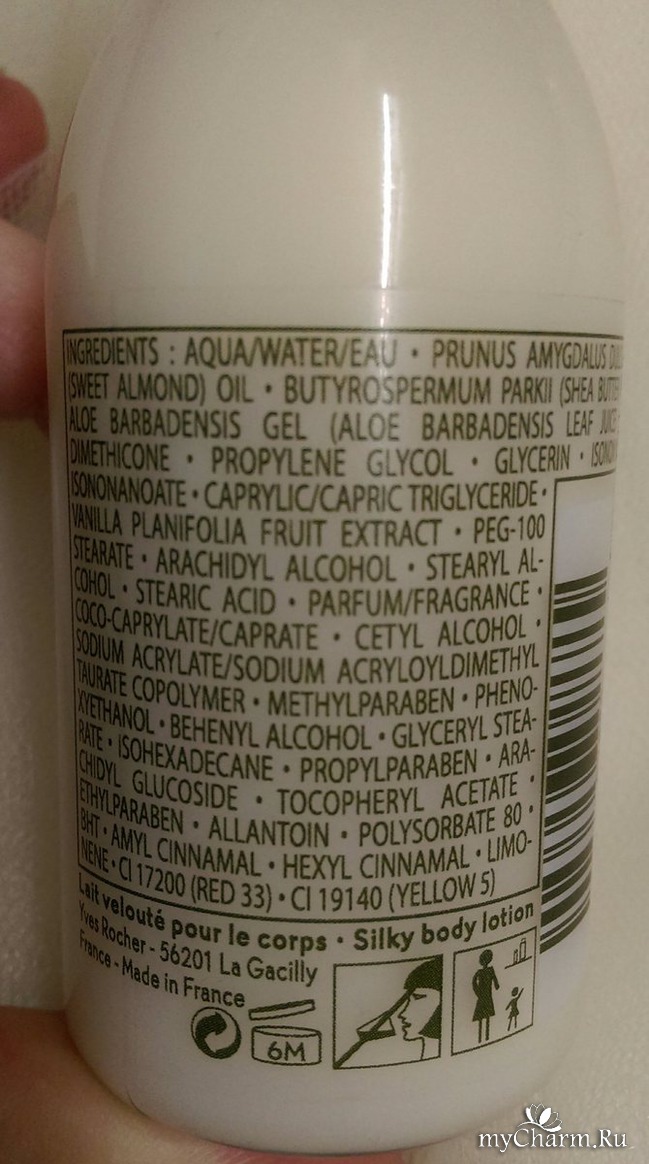 INGREDIENTS : AQUA/WATER/EAU • PRUNUS AMYGDALUS
(SWEET ALMOND) OIL • BUTYROSPERMUM PARKII (SHEA BUTTER
ALOE BARBADENSIS GEL (ALOE BARBADENSIS LEAF JUICE
DIMETHICONE • PROPYLENE GLYCOL • GLYCERIN •
ISONONANOATE • CAPRYLIC/CAPRIC TRIGLYCERIDE •
VANILLA PLANIFOLIA FRUIT EXTRACT • PEG-100
STEARATE • ARACHIDYL ALCOHOL • STEARYL AL-
COHOL • STEARIC ACID • PARFUM/FRAGRANCE •
COCO-CAPRYLATE/CAPRATE • CETYL ALCOHOL •
SODIUM ACRYLATE/SODIUM ACRYLOYLDIMETHYL
TAURATE COPOLYMER • METHYLPARABEN • PHENO-
XYETHANOL • BEHENYL ALCOHOL • GLYCERYL STEA-
RATE • ISOHEXADECANE • PROPYLPARABEN • ARA-
CHIDYL GLUCOSIDE • TOCOPHERYL ACETATE •
ETHYLPARABEN • ALLANTOIN • POLYSORBATE 80 •
BHT • AMYL CINNAMAL • HEXYL CINNAMAL • LIMO-
NENE • CI 17200 (RED 33) • CI 19140 (YELLOW 5)
Lait velouté pour le corps • Silky body lotion
Yves Rocher - 56201 La Gacilly
France - Made in France
6M
myCharm.Ru